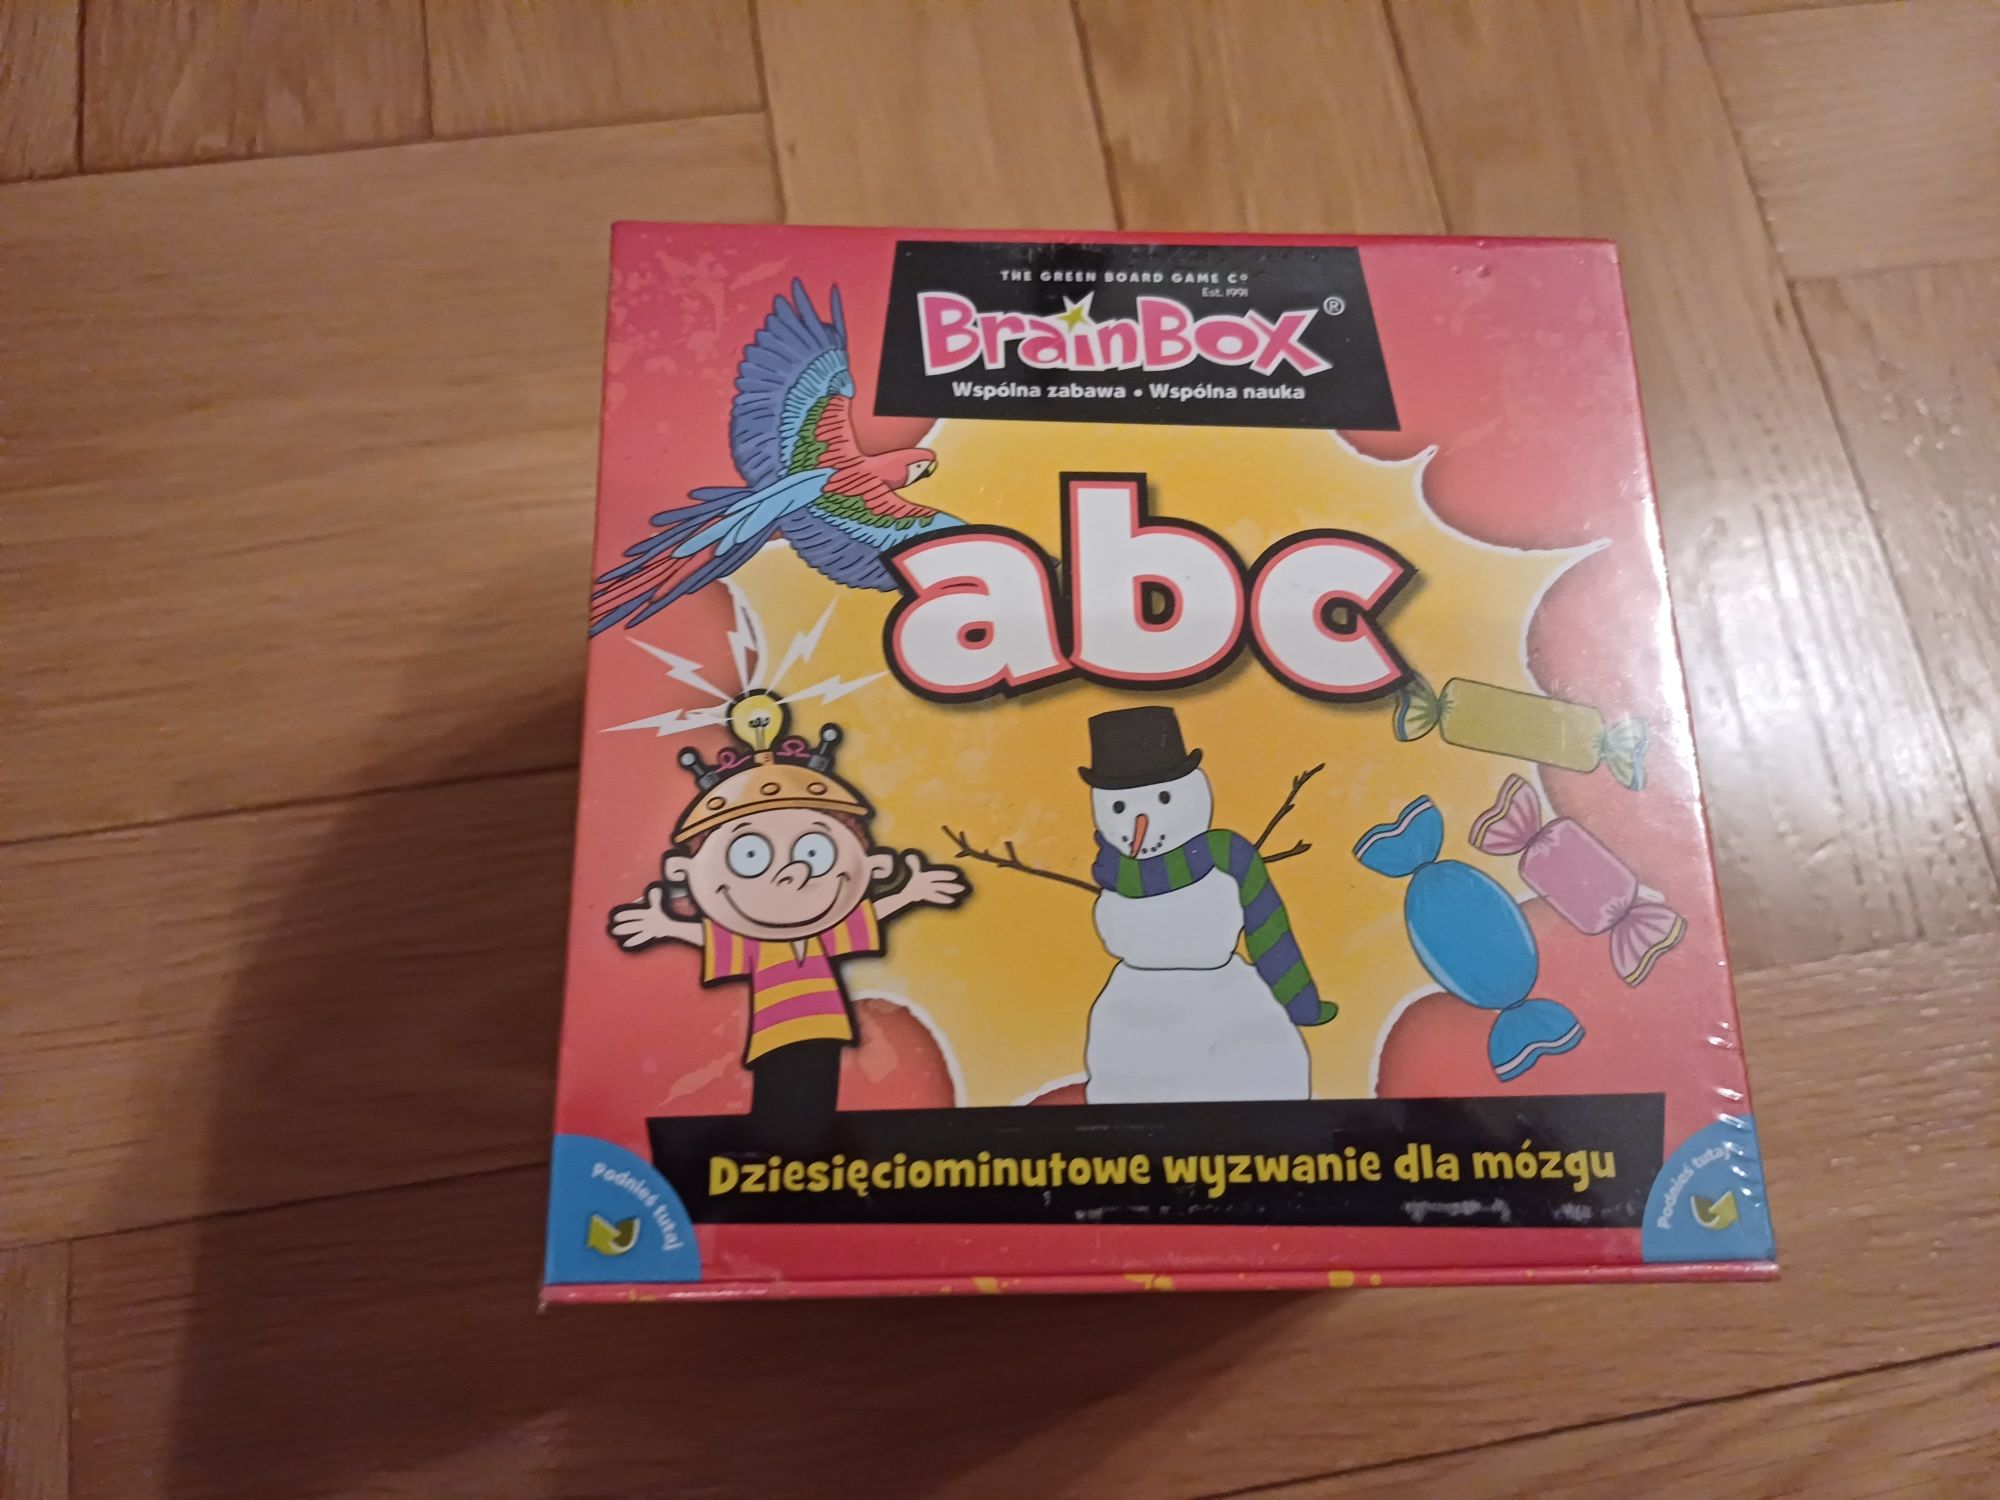 THE GREEN BOARD GAME Cº
Est. 1991
BrainBox®
Wspólna zabawa • Wspólna nauka
abc
Dziesięciominutowe wyzwanie dla mózgu
Podnieś tutaj
Podnieś tutaj